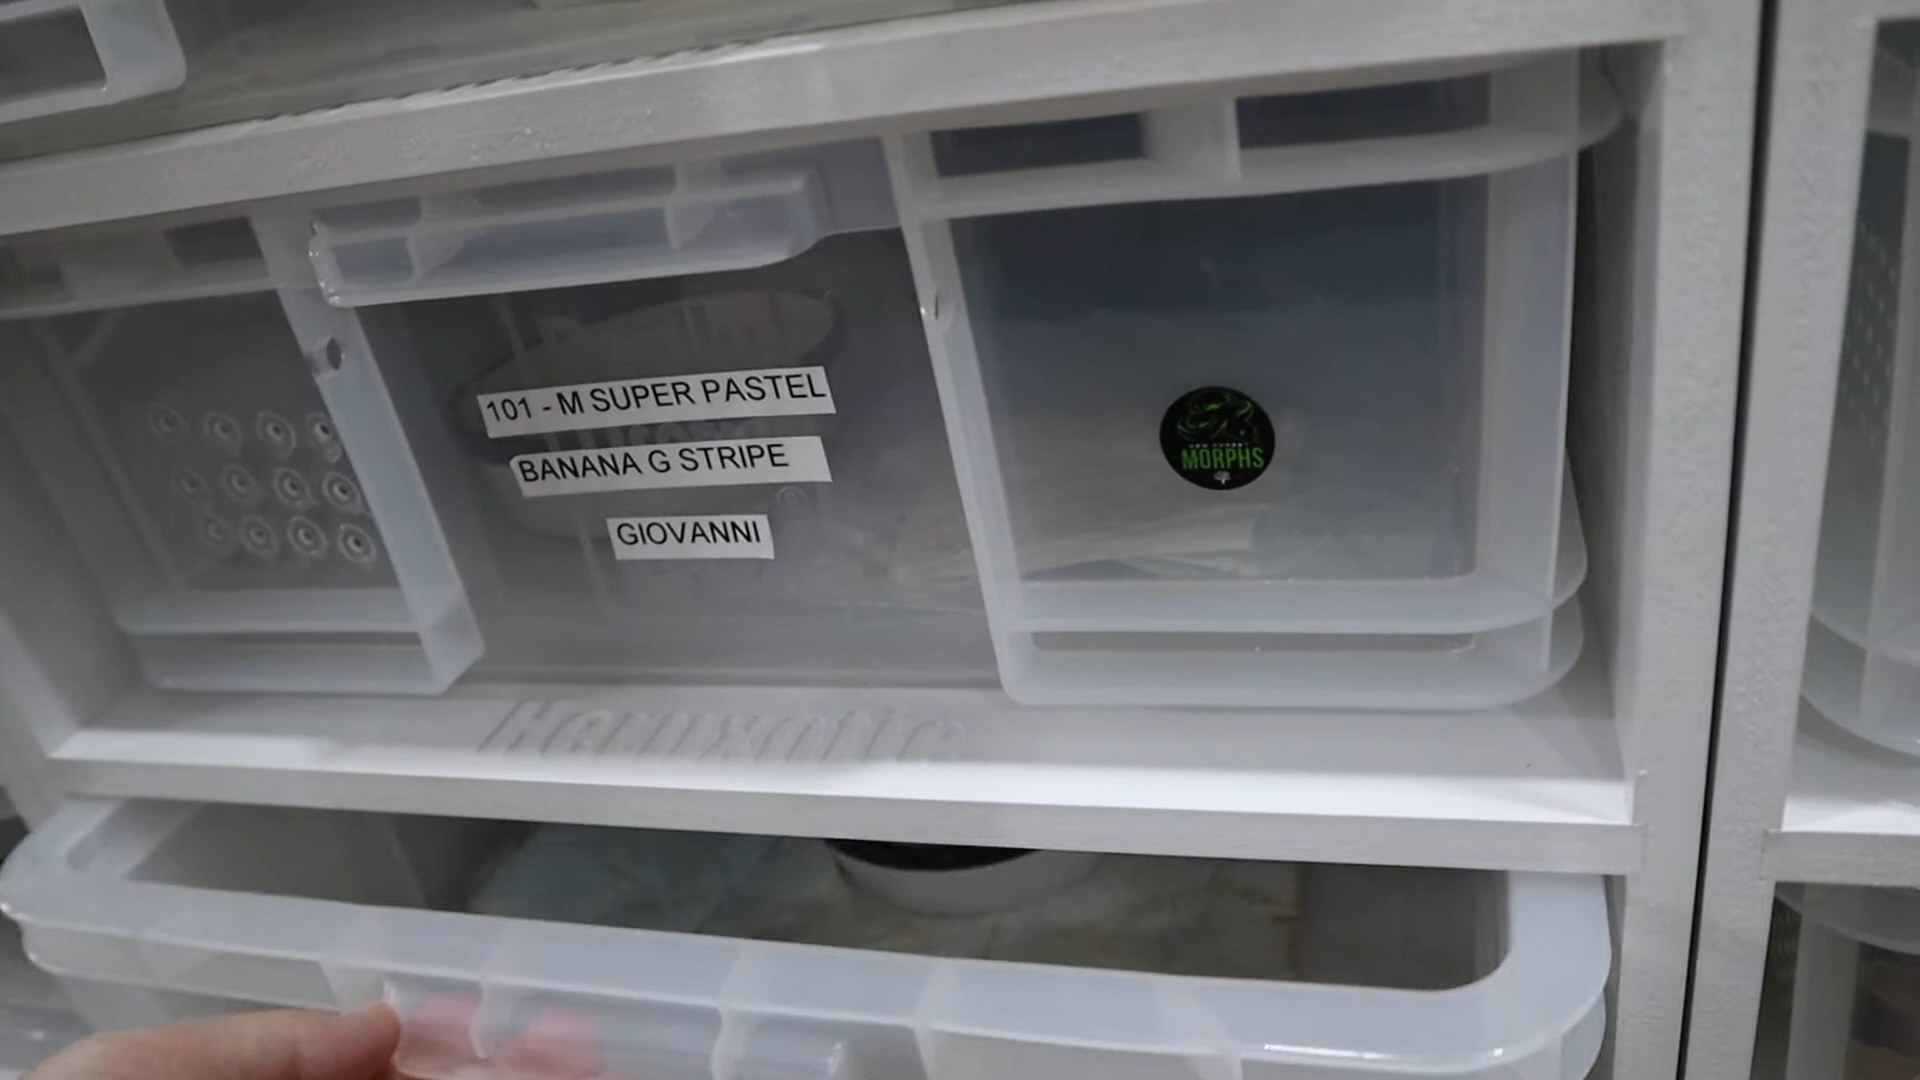 101 - M SUPER PASTEL
BANANA G STRIPE
GIOVANNI
MORPHS